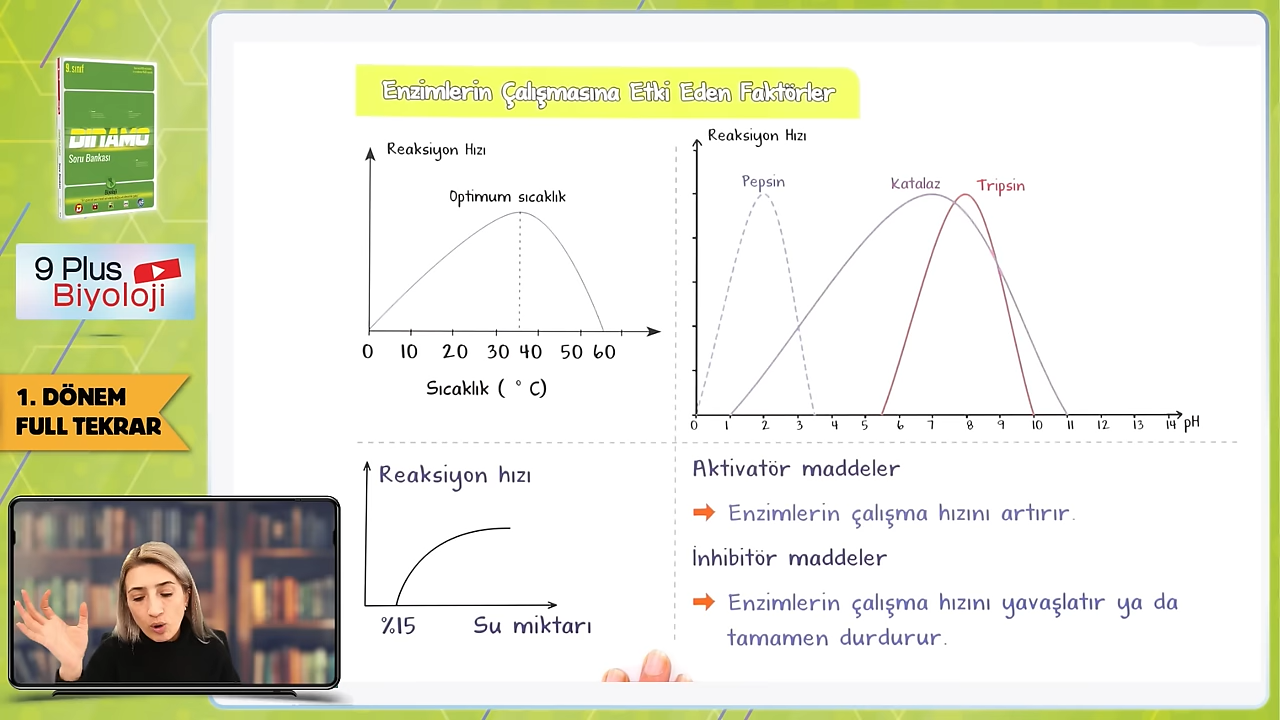 9. sınıf
DİNAMO
Soru Bankası
9 Plus
Biyoloji
1. DÖNEM
FULL TEKRAR
Enzimlerin Çalışmasına Etki Eden Faktörler
Reaksiyon Hızı
Optimum sıcaklık
0 10 20 30 40 50 60
Sıcaklık ( ° C)
Reaksiyon Hızı
Pepsin Katalaz Tripsin
0 1 2 3 4 5 6 7 8 9 10 11 12 13 14 pH
Reaksiyon hızı
%15 Su miktarı
Aktivatör maddeler
Enzimlerin çalışma hızını artırır.
İnhibitör maddeler
Enzimlerin çalışma hızını yavaşlatır ya da
tamamen durdurur.